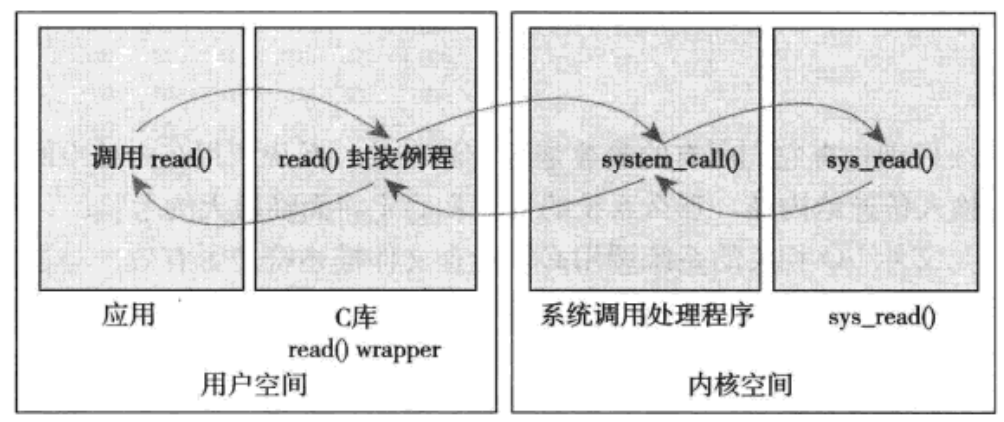 调用 read()
read() 封装例程
system_call()
sys_read()
应用
C库
read() wrapper
系统调用处理程序
sys_read()
用户空间
内核空间